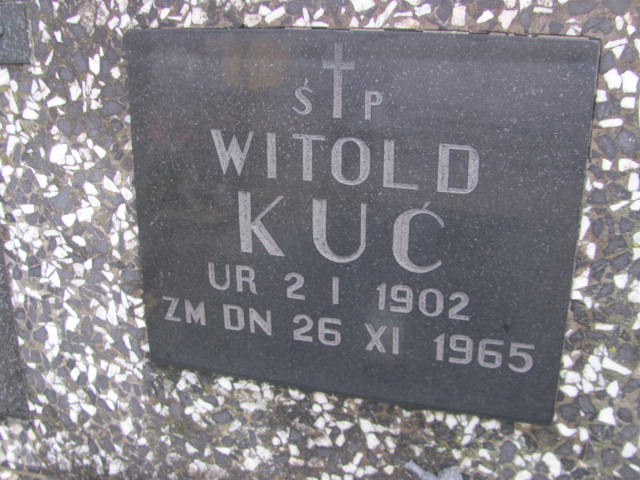 Ś P
WITOLD
KUĆ
UR 2 I 1902
ZM DN 26 XI 1965